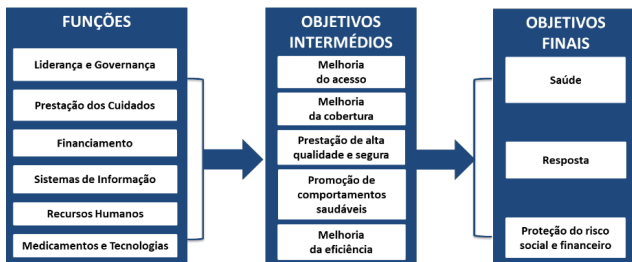 FUNÇÕES
Liderança e Governança
Prestação dos Cuidados
Financiamento
Sistemas de Informação
Recursos Humanos
Medicamentos e Tecnologias
OBJETIVOS
INTERMÉDIOS
Melhoria
do acesso
Melhoria
da cobertura
Prestação de alta
qualidade e segura
Promoção de
comportamentos
saudáveis
Melhoria
da eficiência
OBJETIVOS
FINAIS
Saúde
Resposta
Proteção do risco
social e financeiro